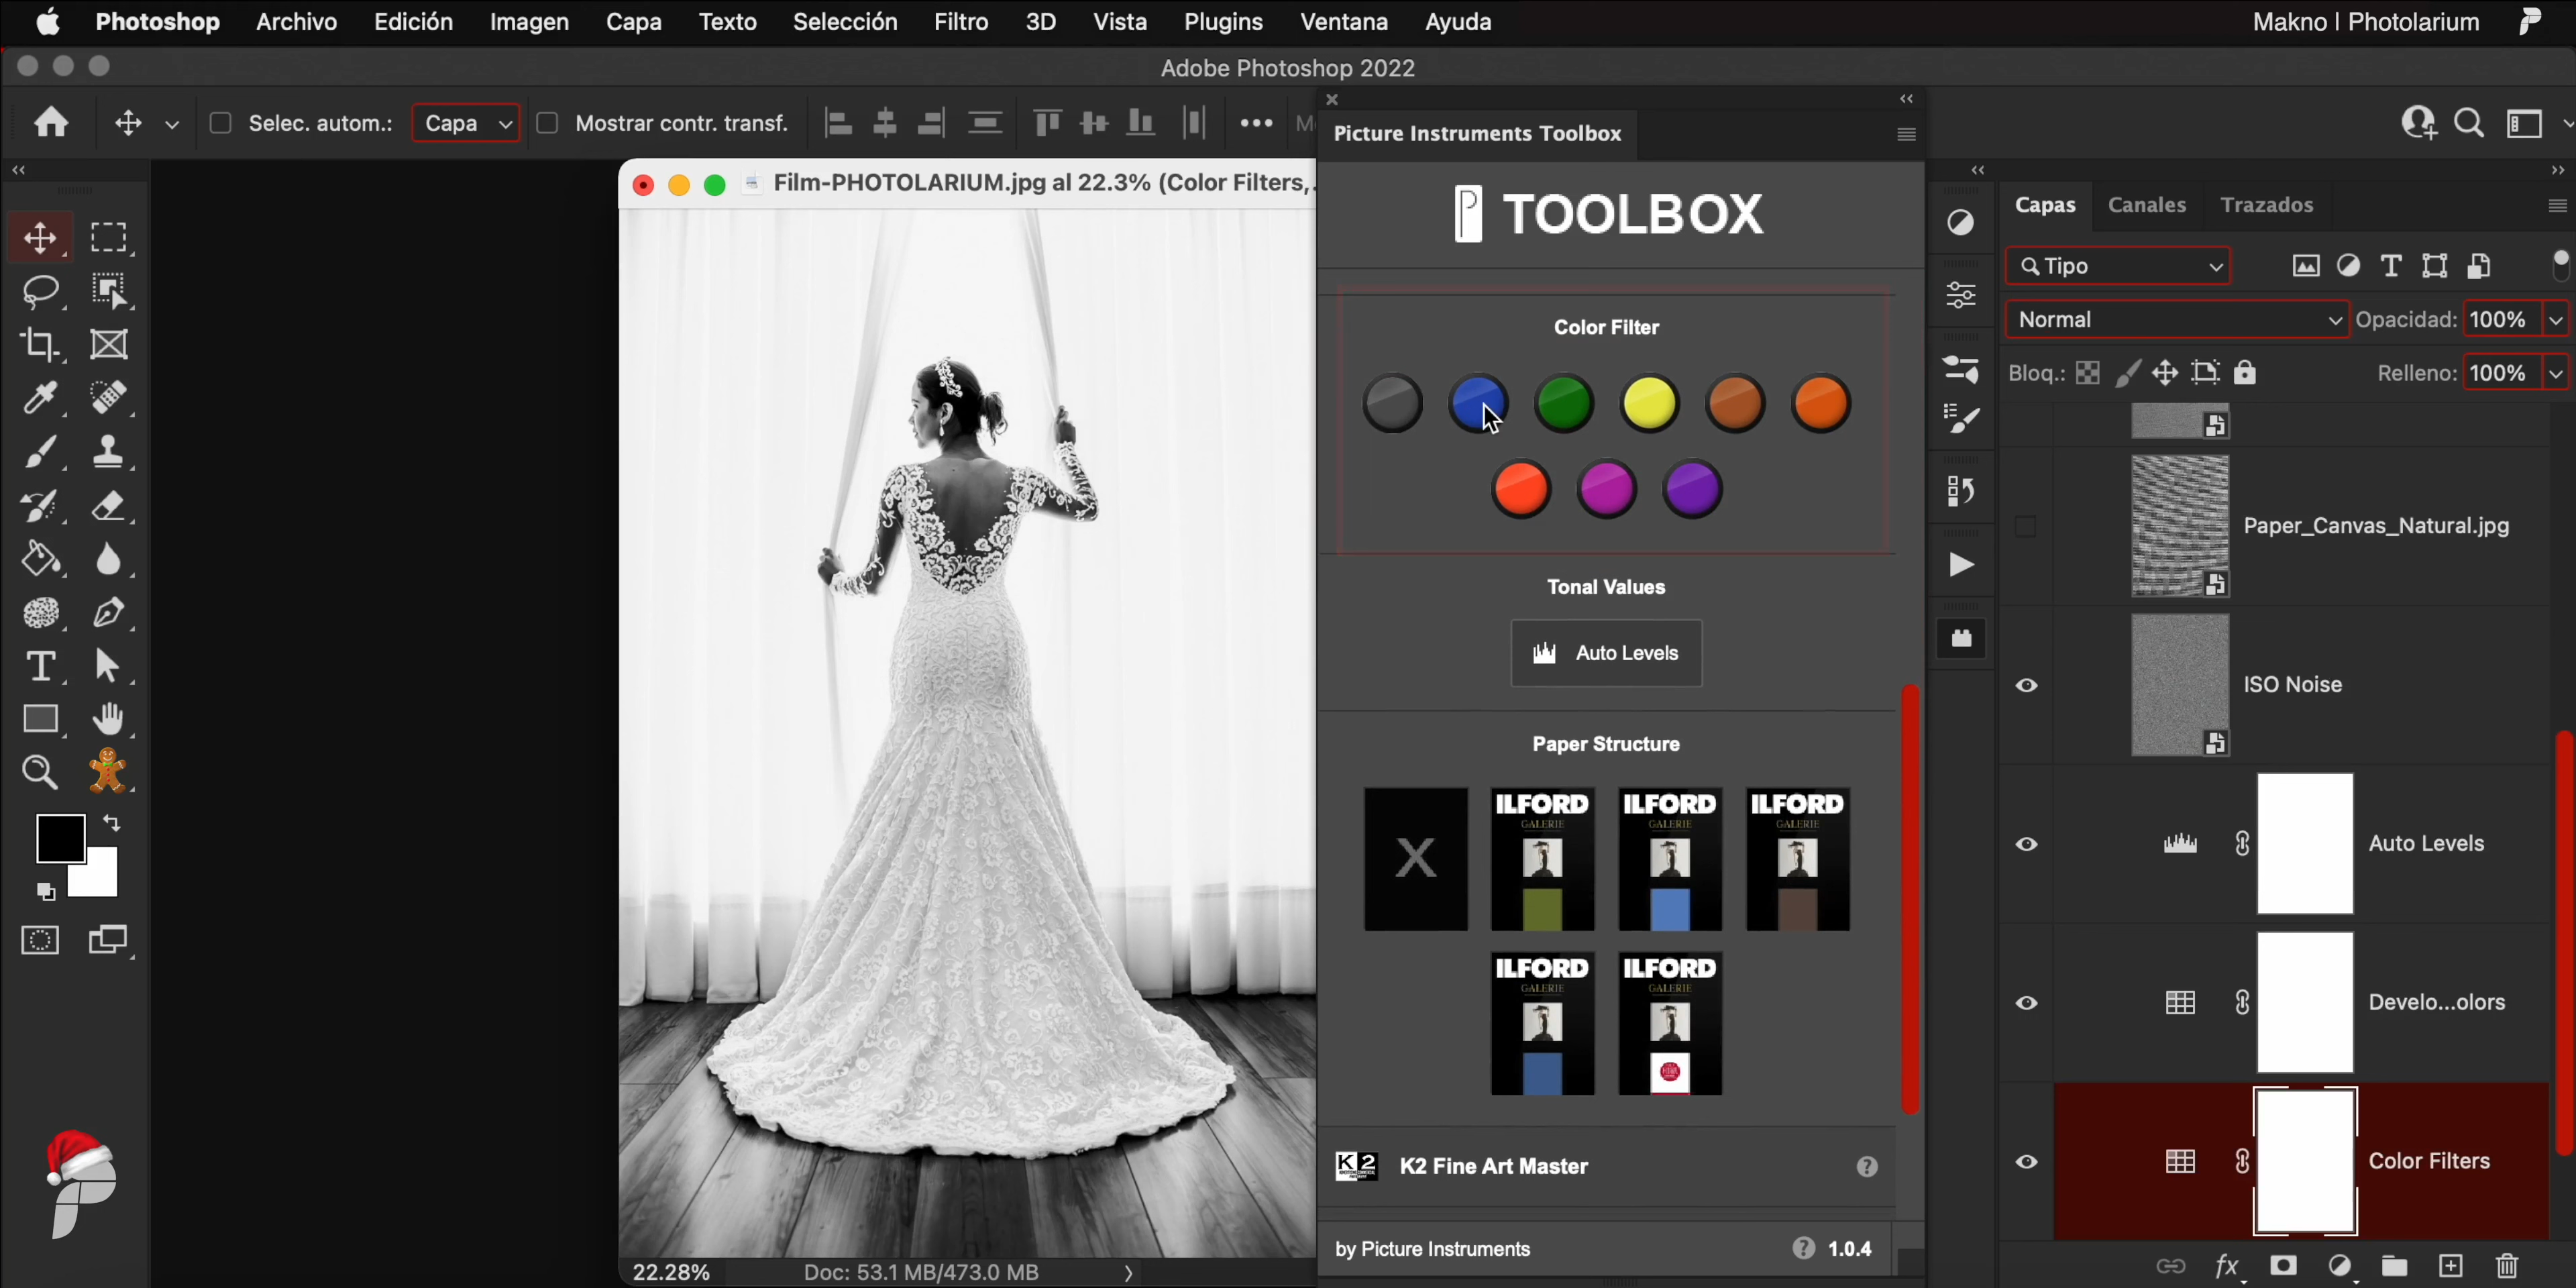 Photoshop Archivo Edición Imagen Capa Texto Selección Filtro 3D Vista Plugins Ventana Ayuda Makno | Photolarium
Adobe Photoshop 2022
Selec. autom.: Capa Mostrar contr. transf.
Picture Instruments Toolbox
Film-PHOTOLARIUM.jpg al 22.3% (Color Filters,
TOOLBOX
Color Filter
Tonal Values
Auto Levels
Paper Structure
X
ILFORD ILFORD ILFORD
GALERIE GALERIE GALERIE
ILFORD ILFORD
GALERIE GALERIE
K2 K2 Fine Art Master ?
by Picture Instruments ? 1.0.4
22.28% Doc: 53.1 MB/473.0 MB
Capas Canales Trazados
Tipo
Normal Opacidad: 100%
Bloq.: Relleno: 100%
Paper_Canvas_Natural.jpg
ISO Noise
Auto Levels
Develo...olors
Color Filters
fx